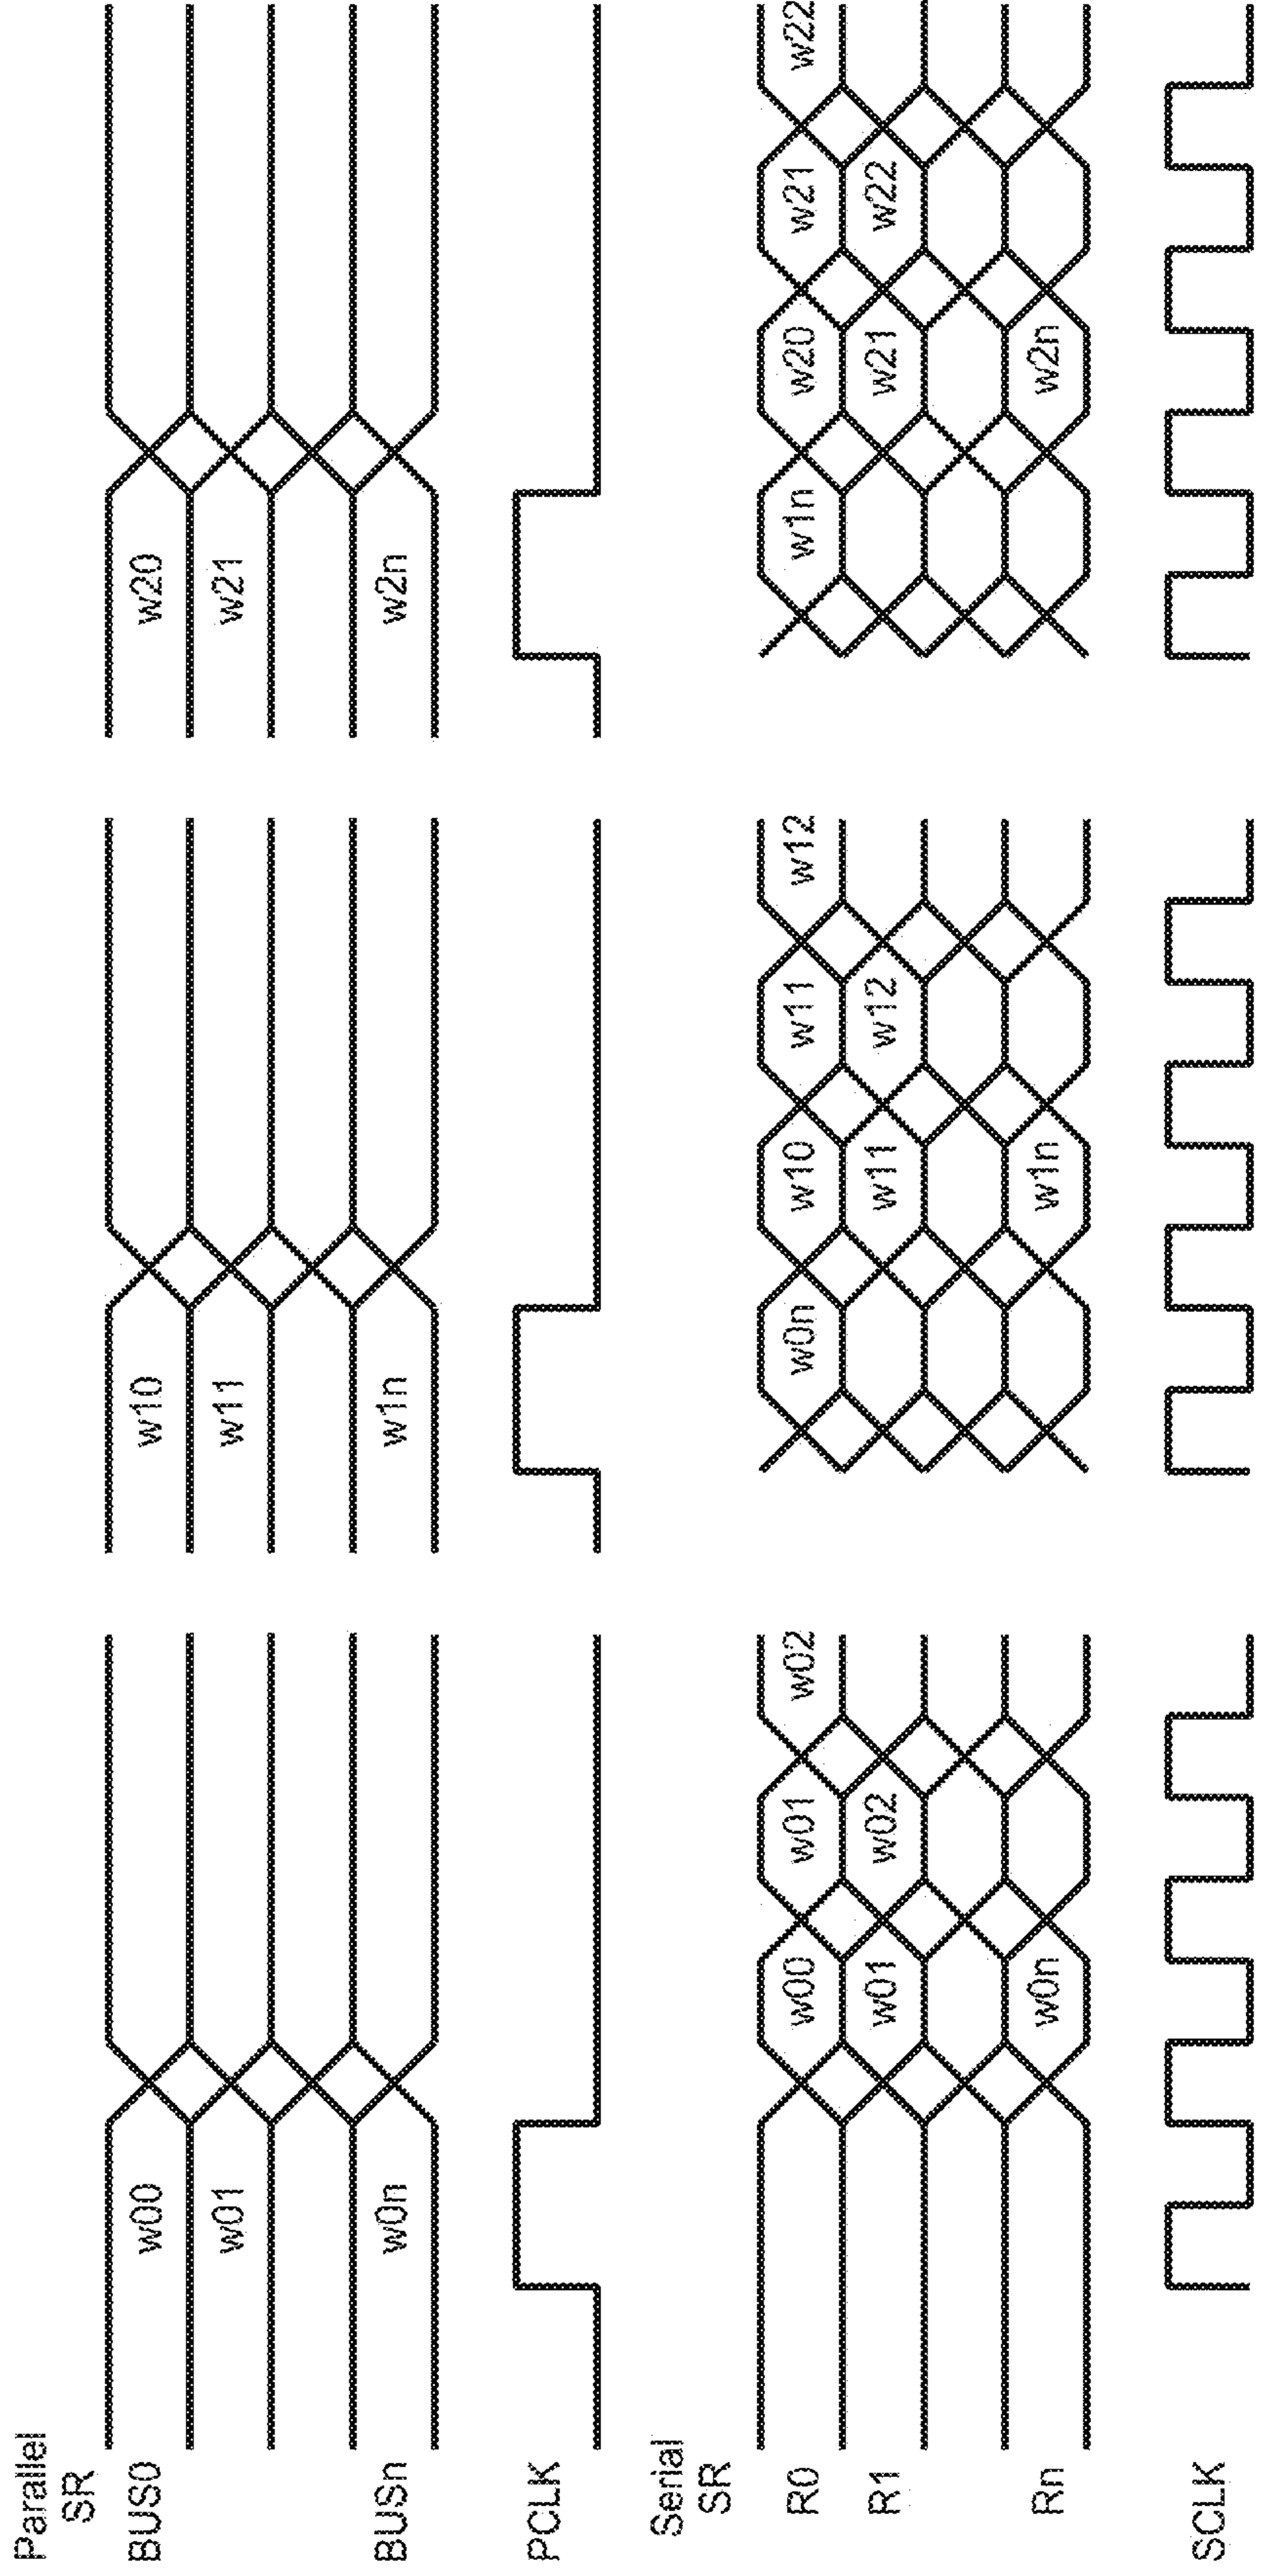 Parallel
SR
BUS0 w00 w10 w20
w01 w11 w21
BUSn w0n w1n w2n
PCLK
Serial
SR
R0 w00 w01 w02 w0n w10 w11 w12 w1n w20 w21 w22
R1 w01 w02 w11 w12 w21 w22
Rn w0n w1n w2n
SCLK